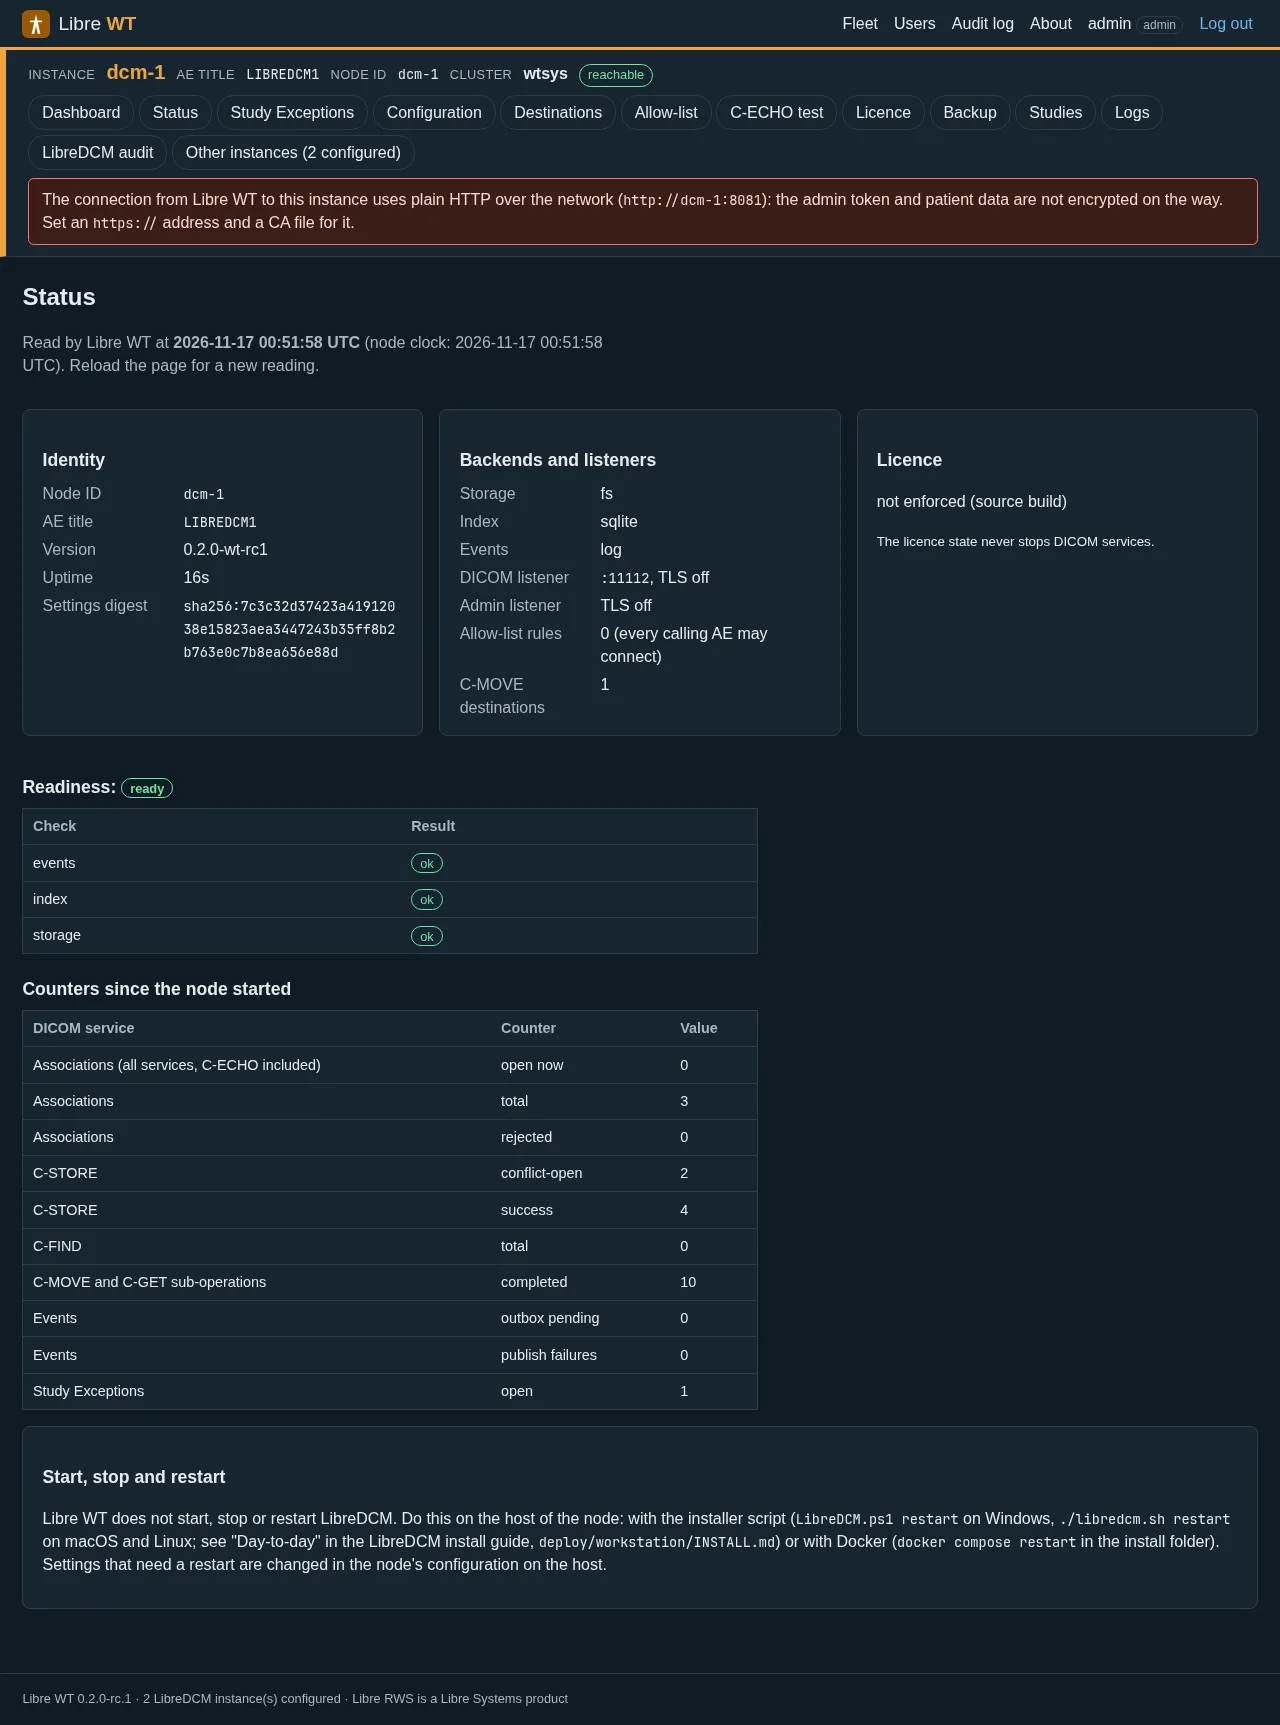 Libre WT
Fleet Users Audit log About admin admin Log out
INSTANCE dcm-1 AE TITLE LIBREDCM1 NODE ID dcm-1 CLUSTER wtsys reachable
Dashboard Status Study Exceptions Configuration Destinations Allow-list C-ECHO test Licence Backup Studies Logs
LibreDCM audit Other instances (2 configured)
The connection from Libre WT to this instance uses plain HTTP over the network (http://dcm-1:8081): the admin token and patient data are not encrypted on the way.
Set an https:// address and a CA file for it.
Status
Read by Libre WT at 2026-11-17 00:51:58 UTC (node clock: 2026-11-17 00:51:58
UTC). Reload the page for a new reading.
Identity
Node ID dcm-1
AE title LIBREDCM1
Version 0.2.0-wt-rc1
Uptime 16s
Settings digest sha256:7c3c32d37423a419120
38e15823aea3447243b35ff8b2
b763e0c7b8ea656e88d
Backends and listeners
Storage fs
Index sqlite
Events log
DICOM listener :11112, TLS off
Admin listener TLS off
Allow-list rules 0 (every calling AE may
connect)
C-MOVE 1
destinations
Licence
not enforced (source build)
The licence state never stops DICOM services.
Readiness: ready
Check Result
events ok
index ok
storage ok
Counters since the node started
DICOM service Counter Value
Associations (all services, C-ECHO included) open now 0
Associations total 3
Associations rejected 0
C-STORE conflict-open 2
C-STORE success 4
C-FIND total 0
C-MOVE and C-GET sub-operations completed 10
Events outbox pending 0
Events publish failures 0
Study Exceptions open 1
Start, stop and restart
Libre WT does not start, stop or restart LibreDCM. Do this on the host of the node: with the installer script (LibreDCM.ps1 restart on Windows, ./libredcm.sh restart
on macOS and Linux; see "Day-to-day" in the LibreDCM install guide, deploy/workstation/INSTALL.md) or with Docker (docker compose restart in the install folder).
Settings that need a restart are changed in the node's configuration on the host.
Libre WT 0.2.0-rc.1 · 2 LibreDCM instance(s) configured · Libre RWS is a Libre Systems product